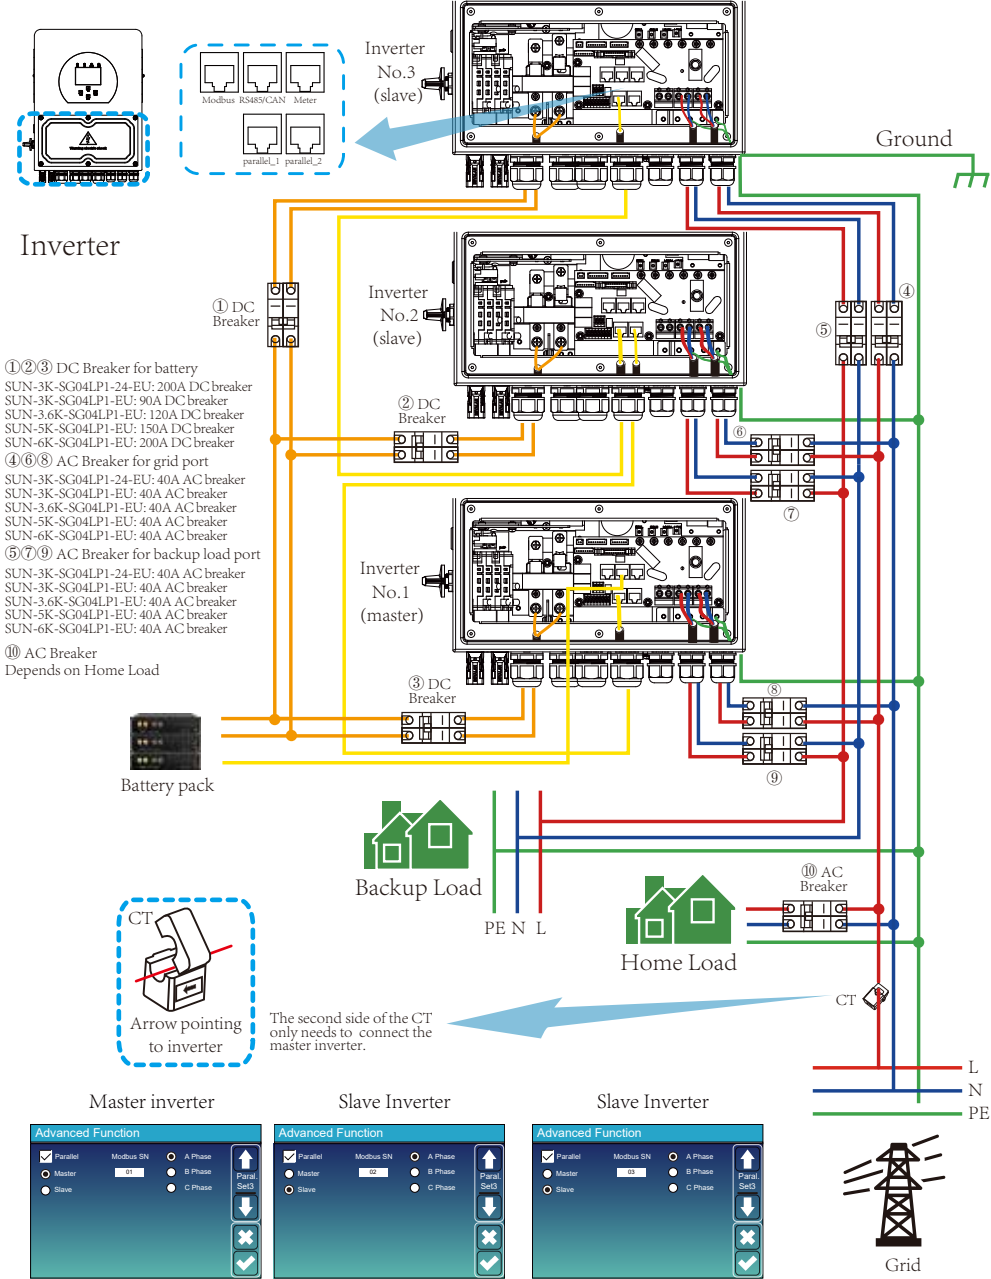 Modbus RS485/CAN Meter
parallel_1 parallel_2
Inverter
No.3
(slave)
Ground
Inverter
① DC
Breaker
Inverter
No.2
(slave)
④
⑤
①②③ DC Breaker for battery
SUN-3K-SG04LP1-24-EU: 200A DC breaker
SUN-3K-SG04LP1-EU: 90A DC breaker
SUN-3.6K-SG04LP1-EU: 120A DC breaker
SUN-5K-SG04LP1-EU: 150A DC breaker
SUN-6K-SG04LP1-EU: 200A DC breaker
④⑥⑧ AC Breaker for grid port
SUN-3K-SG04LP1-24-EU: 40A AC breaker
SUN-3K-SG04LP1-EU: 40A AC breaker
SUN-3.6K-SG04LP1-EU: 40A AC breaker
SUN-5K-SG04LP1-EU: 40A AC breaker
SUN-6K-SG04LP1-EU: 40A AC breaker
⑤⑦⑨ AC Breaker for backup load port
SUN-3K-SG04LP1-24-EU: 40A AC breaker
SUN-3K-SG04LP1-EU: 40A AC breaker
SUN-3.6K-SG04LP1-EU: 40A AC breaker
SUN-5K-SG04LP1-EU: 40A AC breaker
SUN-6K-SG04LP1-EU: 40A AC breaker
⑩ AC Breaker
Depends on Home Load
② DC
Breaker
⑥
⑦
Inverter
No.1
(master)
③ DC
Breaker
⑧
⑨
Battery pack
Backup Load
PE N L
⑩ AC
Breaker
Home Load
CT
Arrow pointing
to inverter
The second side of the CT
only needs to connect the
master inverter.
CT
L
N
PE
Grid
Master inverter
Advanced Function
Parallel Modbus SN A Phase
Master 01 B Phase
Slave C Phase
Paral.
Set3
Slave Inverter
Advanced Function
Parallel Modbus SN A Phase
Master 02 B Phase
Slave C Phase
Paral.
Set3
Slave Inverter
Advanced Function
Parallel Modbus SN A Phase
Master 03 B Phase
Slave C Phase
Paral.
Set3